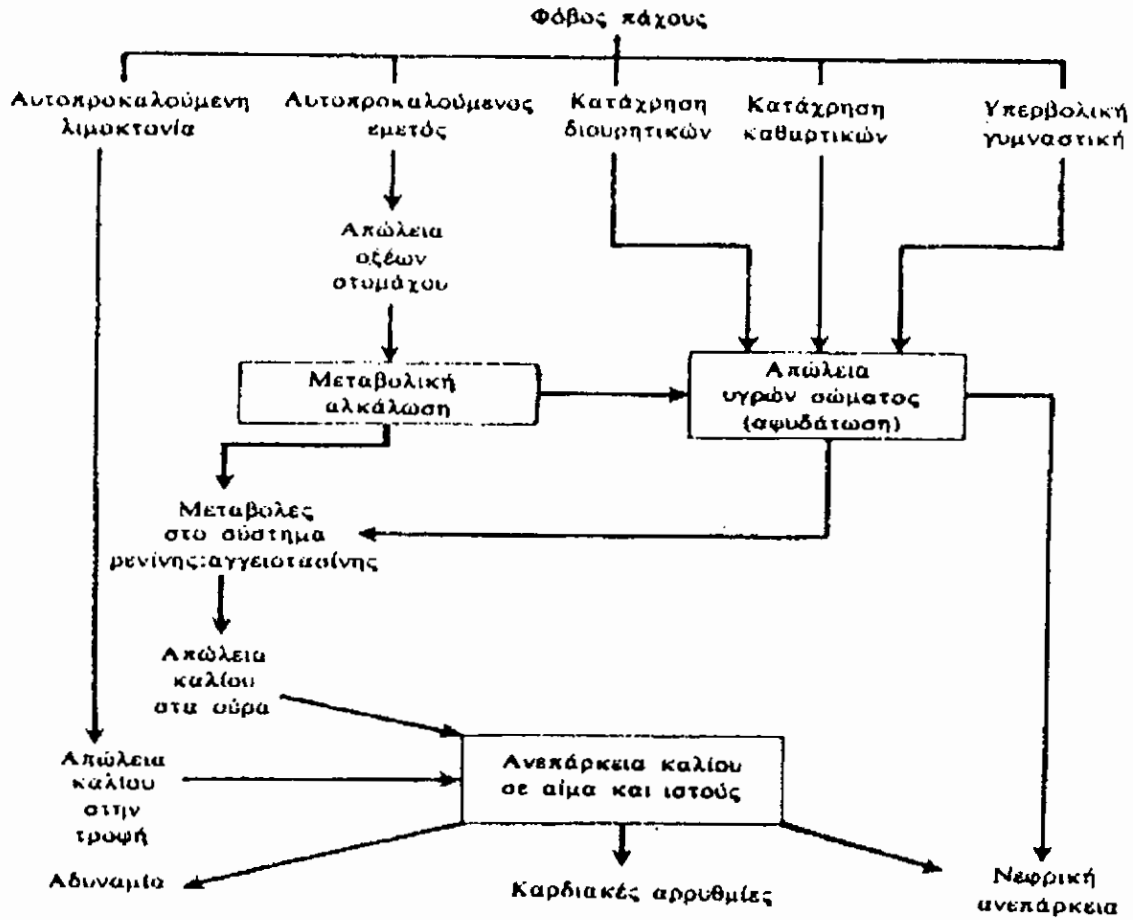 Φόβος πάχους
Αυτοπροκαλούμενη
λιμοκτονία
Αυτοπροκαλούμενος
εμετός
Κατάχρηση
διουρητικών
Κατάχρηση
καθαρτικών
Υπερβολική
γυμναστική
Απώλεια
οξέων
στομάχου
Μεταβολική
αλκάλωση
Απώλεια
υγρών σώματος
(αφυδάτωση)
Μεταβολες
στο σύστημα
ρενίνης:αγγειοτασίνης
Απώλεια
καλίου
στα ούρα
Απώλεια
καλίου
στην
τροφή
Ανεπάρκεια καλίου
σε αίμα και ιστούς
Αδυναμία
Καρδιακές αρρυθμίες
Νεφρική
ανεπάρκεια